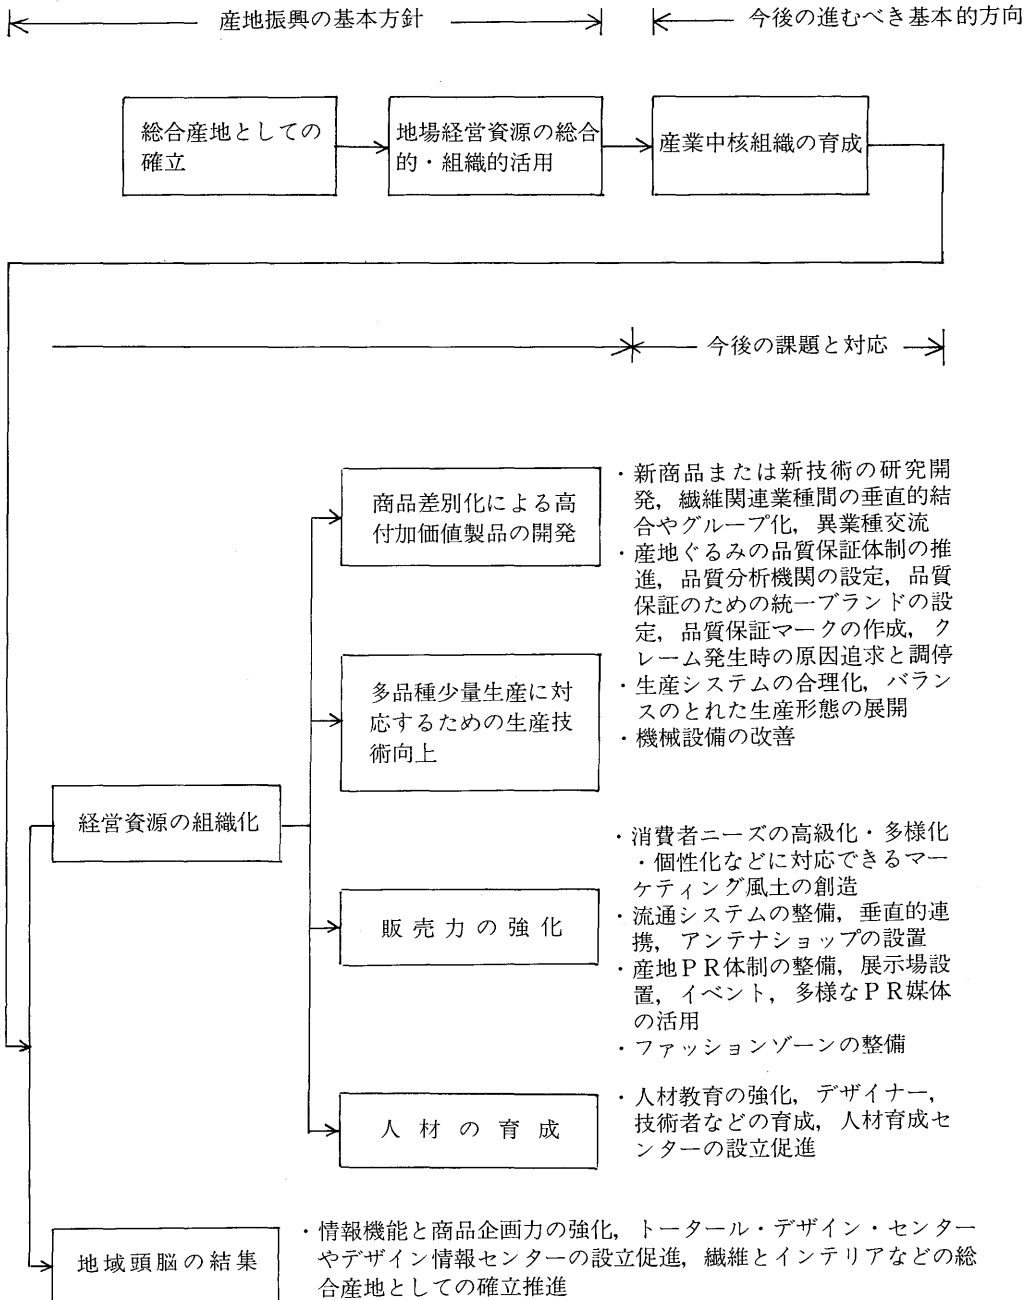 産地振興の基本方針
今後の進むべき基本的方向
総合産地としての
確立
地場経営資源の総合
的・組織的活用
産業中核組織の育成
今後の課題と対応
商品差別化による高
付加価値製品の開発
・新商品または新技術の研究開
発，繊維関連業種間の垂直的結
合やグループ化，異業種交流
・産地ぐるみの品質保証体制の推
進，品質分析機関の設定，品質
保証のための統一ブランドの設
定，品質保証マークの作成，ク
レーム発生時の原因追求と調停
・生産システムの合理化，バラン
スのとれた生産形態の展開
・機械設備の改善
多品種少量生産に対
応するための生産技
術向上
経営資源の組織化
・消費者ニーズの高級化・多様化
・個性化などに対応できるマー
ケティング風土の創造
・流通システムの整備，垂直的連
携，アンテナショップの設置
・産地ＰＲ体制の整備，展示場設
置，イベント，多様なＰＲ媒体
の活用
・ファッションゾーンの整備
販売力の強化
・人材教育の強化，デザイナー，
技術者などの育成，人材育成セ
ンターの設立促進
人材の育成
地域頭脳の結集
・情報機能と商品企画力の強化，トータール・デザイン・センター
やデザイン情報センターの設立促進，繊維とインテリアなどの総
合産地としての確立推進